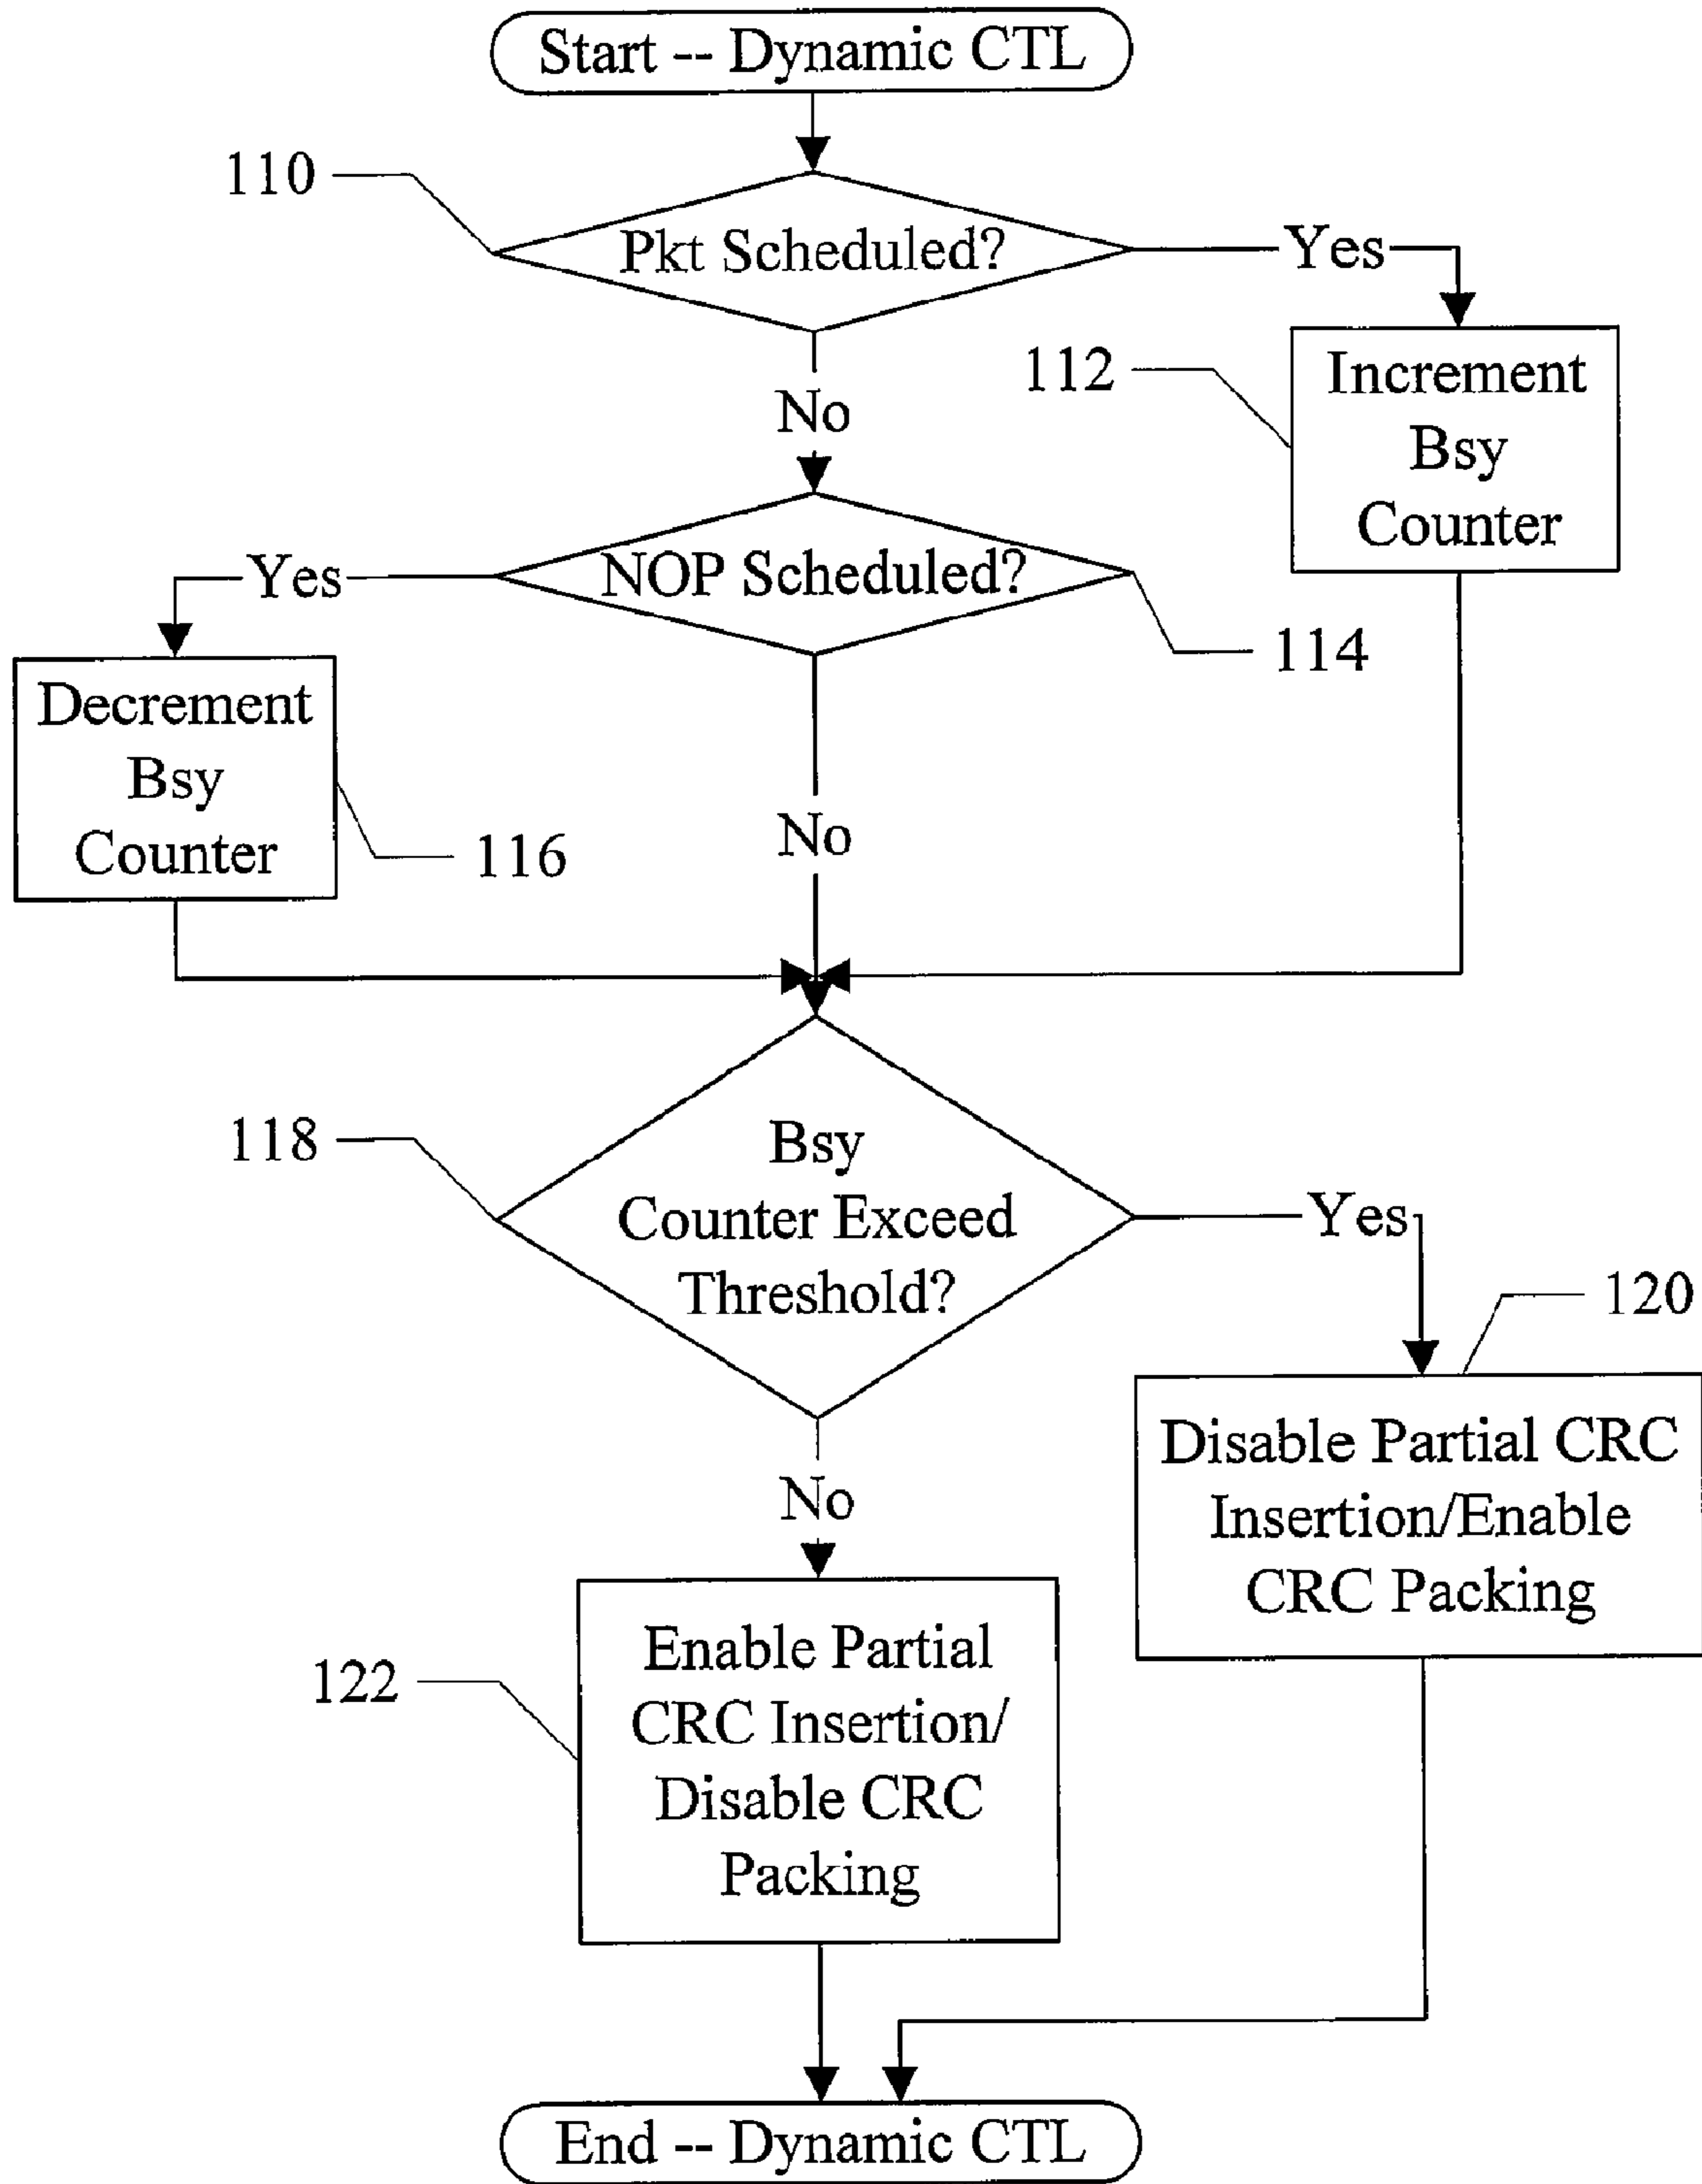 Start -- Dynamic CTL
110
Pkt Scheduled?
Yes
112
Increment
Bsy
Counter
No
NOP Scheduled?
Yes
114
Decrement
Bsy
Counter
116
No
118
Bsy
Counter Exceed
Threshold?
Yes
120
Disable Partial CRC
Insertion/Enable
CRC Packing
No
122
Enable Partial
CRC Insertion/
Disable CRC
Packing
End -- Dynamic CTL